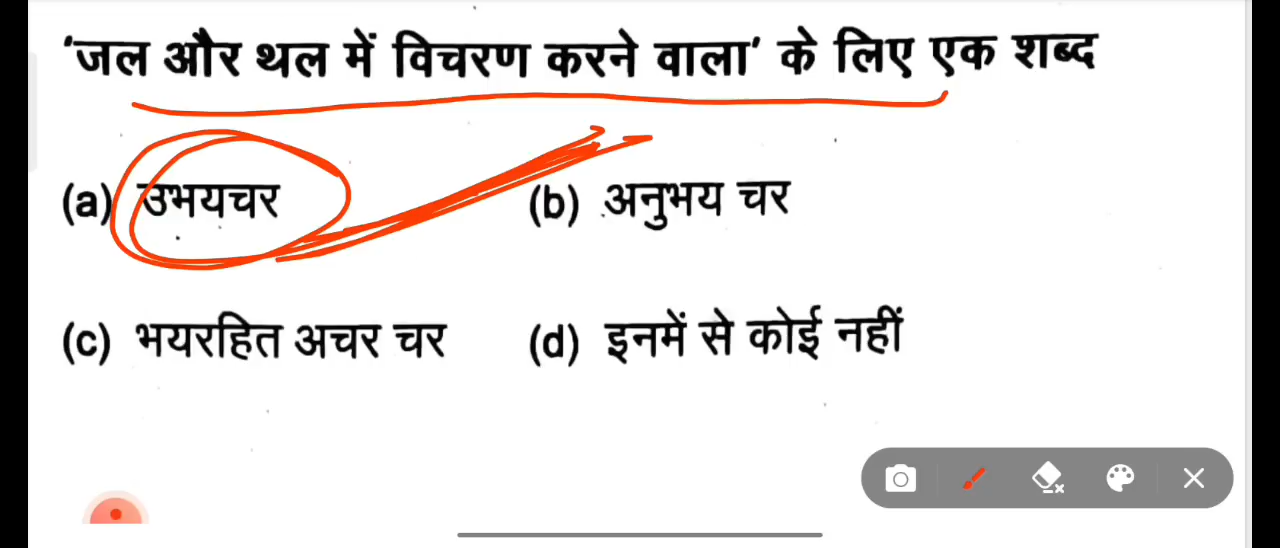 'जल और थल में विचरण करने वाला' के लिए एक शब्द
(a) उभयचर (b) अनुभय चर
(c) भयरहित अचर चर (d) इनमें से कोई नहीं